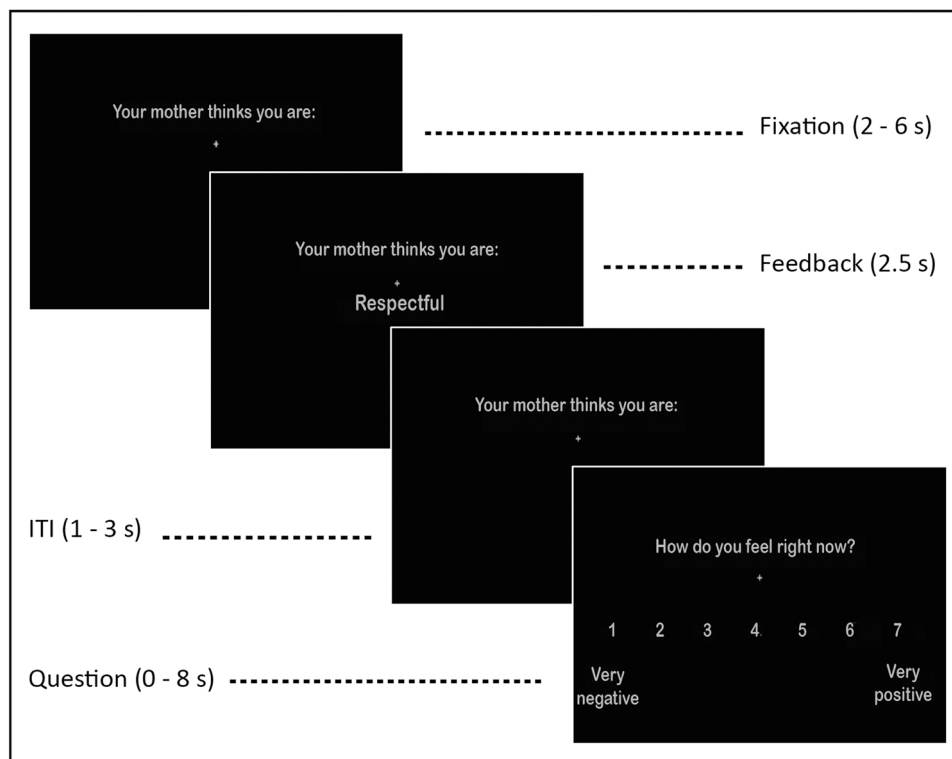 Your mother thinks you are:
+
Fixation (2 - 6 s)
Your mother thinks you are:
+
Respectful
Feedback (2.5 s)
Your mother thinks you are:
+
ITI (1 - 3 s)
How do you feel right now?
+
1 2 3 4 5 6 7
Very negative
Very positive
Question (0 - 8 s)